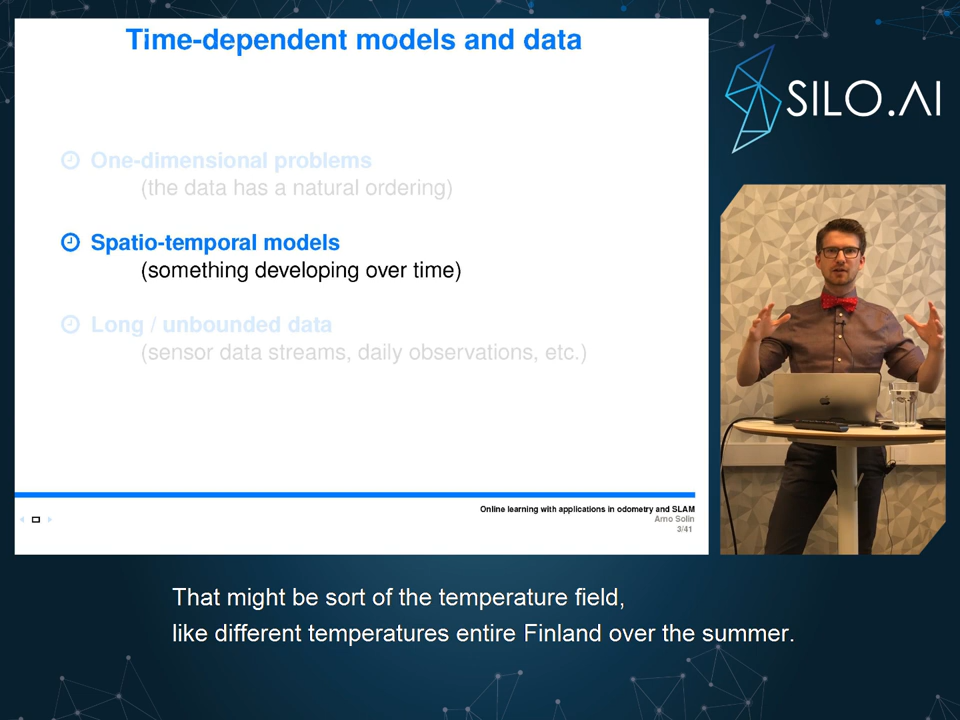 Time-dependent models and data
One-dimensional problems
(the data has a natural ordering)
Spatio-temporal models
(something developing over time)
Long / unbounded data
(sensor data streams, daily observations, etc.)
Online learning with applications in odometry and SLAM
Arno Solin
3/41
SILO.AI
That might be sort of the temperature field,
like different temperatures entire Finland over the summer.